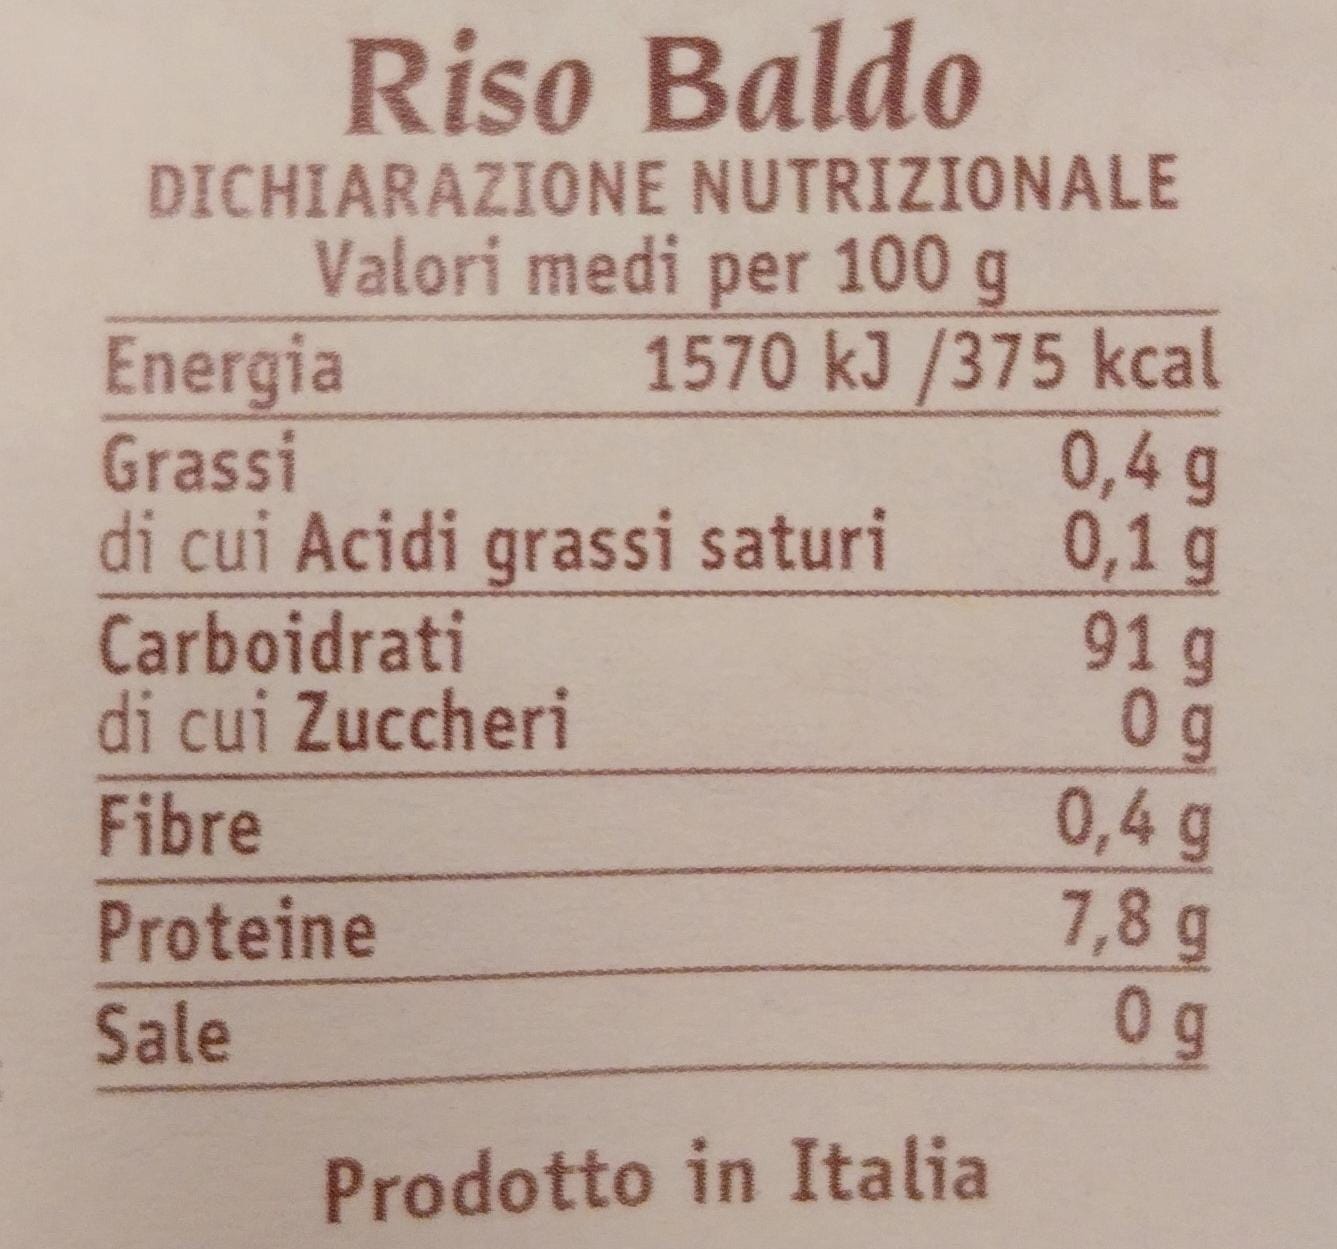 Riso Baldo
DICHIARAZIONE NUTRIZIONALE
Valori medi per 100 g
Energia 1570 kJ /375 kcal
Grassi 0,4 g
di cui Acidi grassi saturi 0,1 g
Carboidrati 91 g
di cui Zuccheri 0 g
Fibre 0,4 g
Proteine 7,8 g
Sale 0 g
Prodotto in Italia